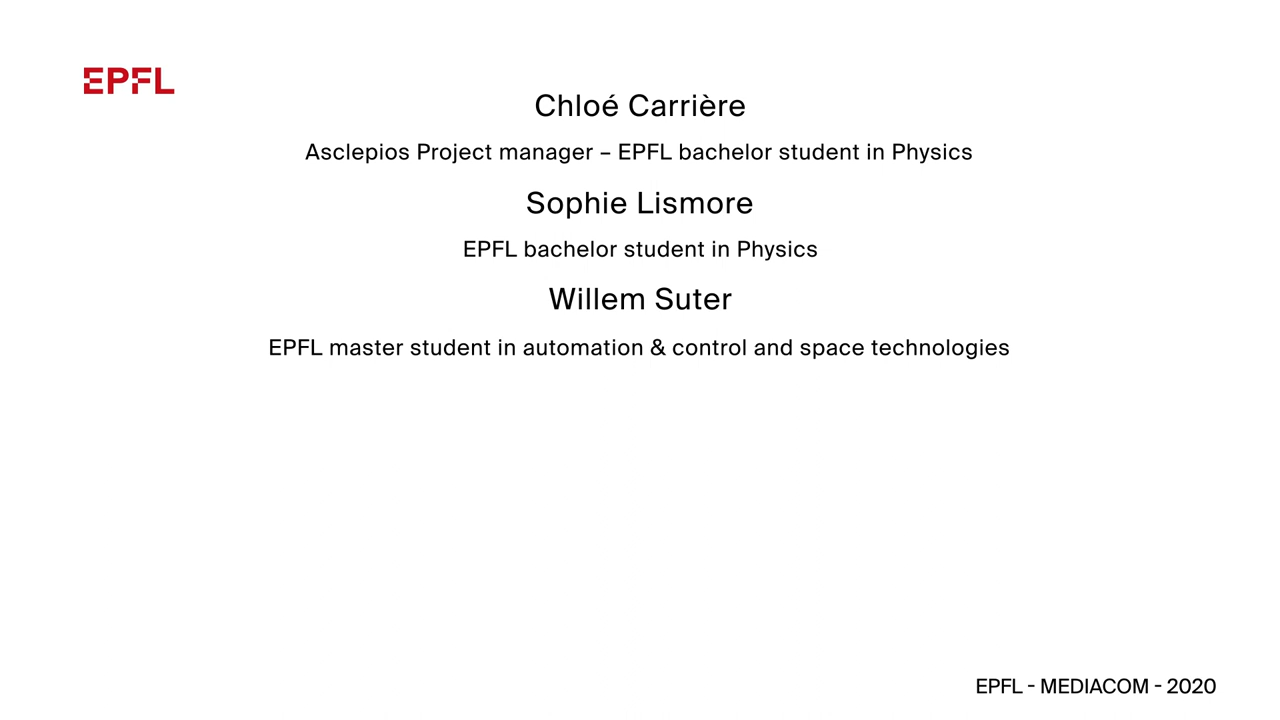 EPFL
Chloé Carrière
Asclepios Project manager – EPFL bachelor student in Physics
Sophie Lismore
EPFL bachelor student in Physics
Willem Suter
EPFL master student in automation & control and space technologies
EPFL - MEDIACOM - 2020